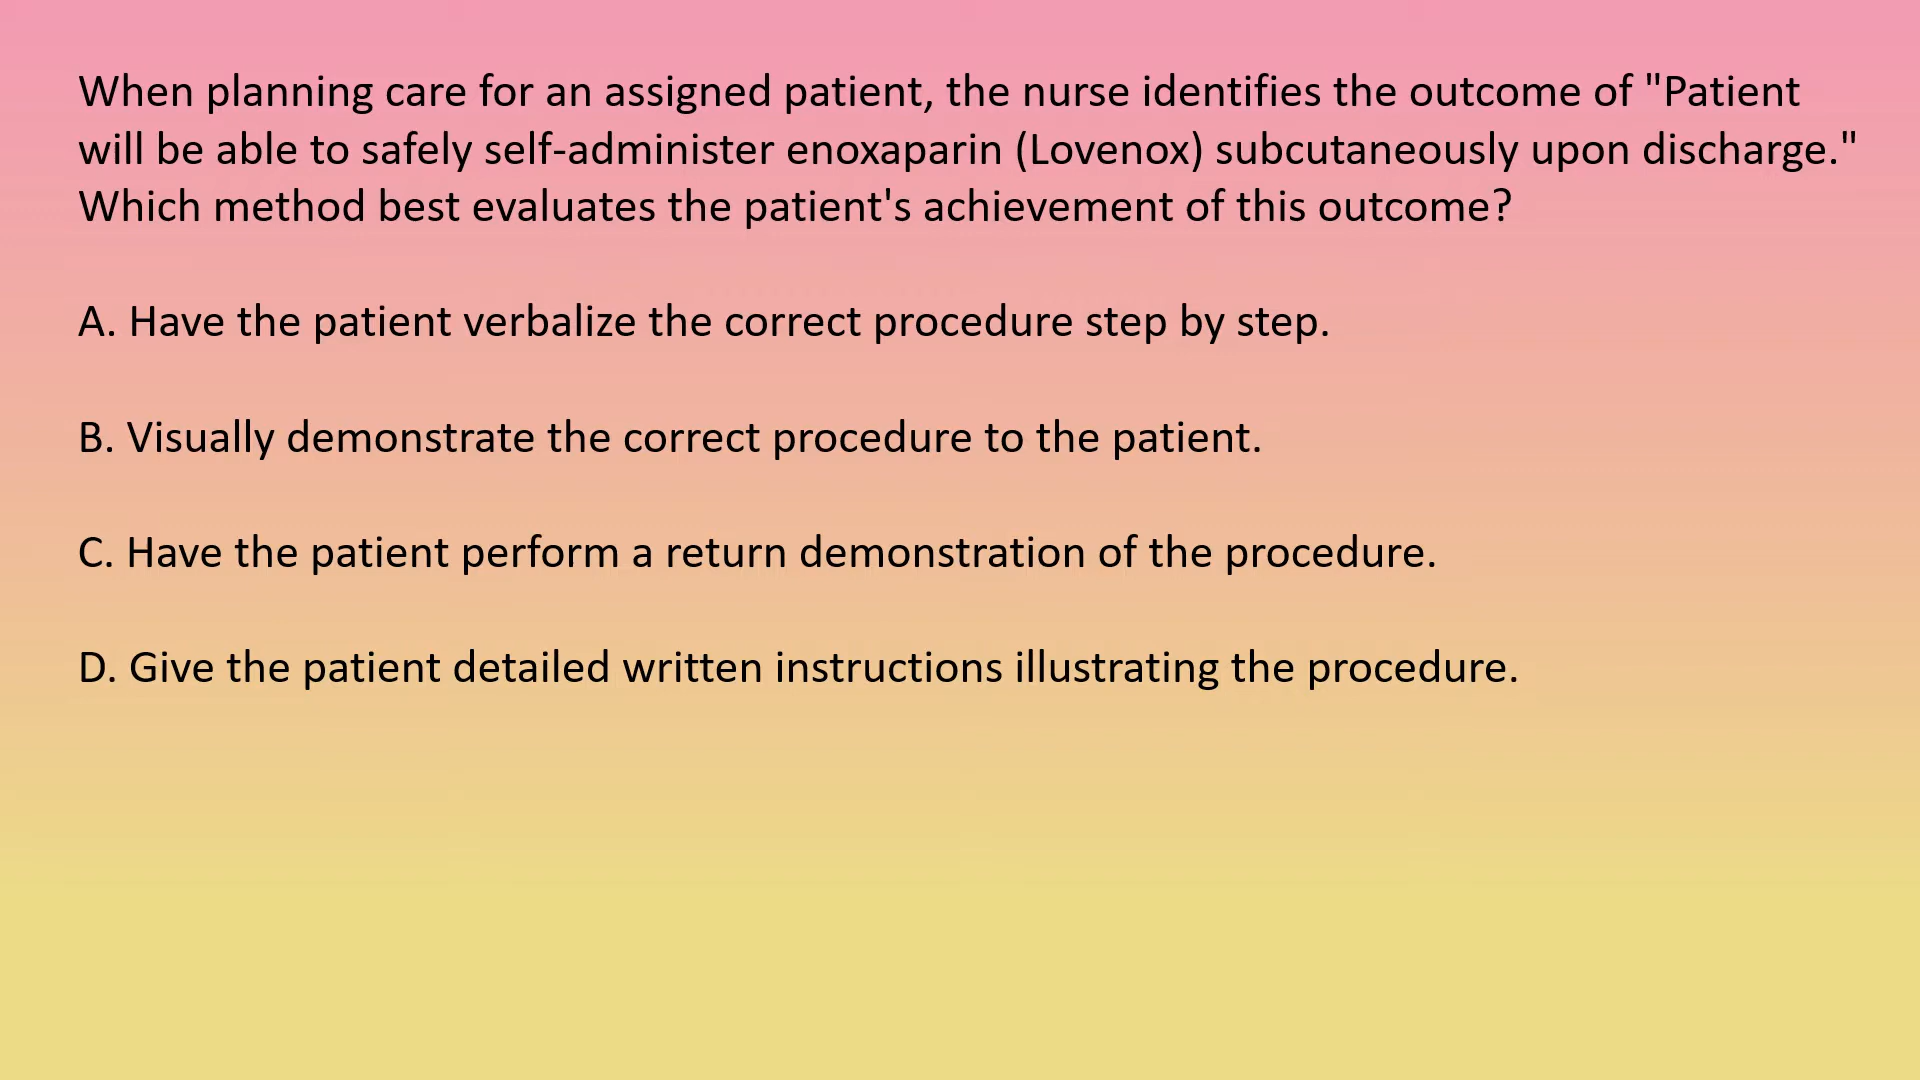 When planning care for an assigned patient, the nurse identifies the outcome of "Patient
will be able to safely self-administer enoxaparin (Lovenox) subcutaneously upon discharge."
Which method best evaluates the patient's achievement of this outcome?
A. Have the patient verbalize the correct procedure step by step.
B. Visually demonstrate the correct procedure to the patient.
C. Have the patient perform a return demonstration of the procedure.
D. Give the patient detailed written instructions illustrating the procedure.